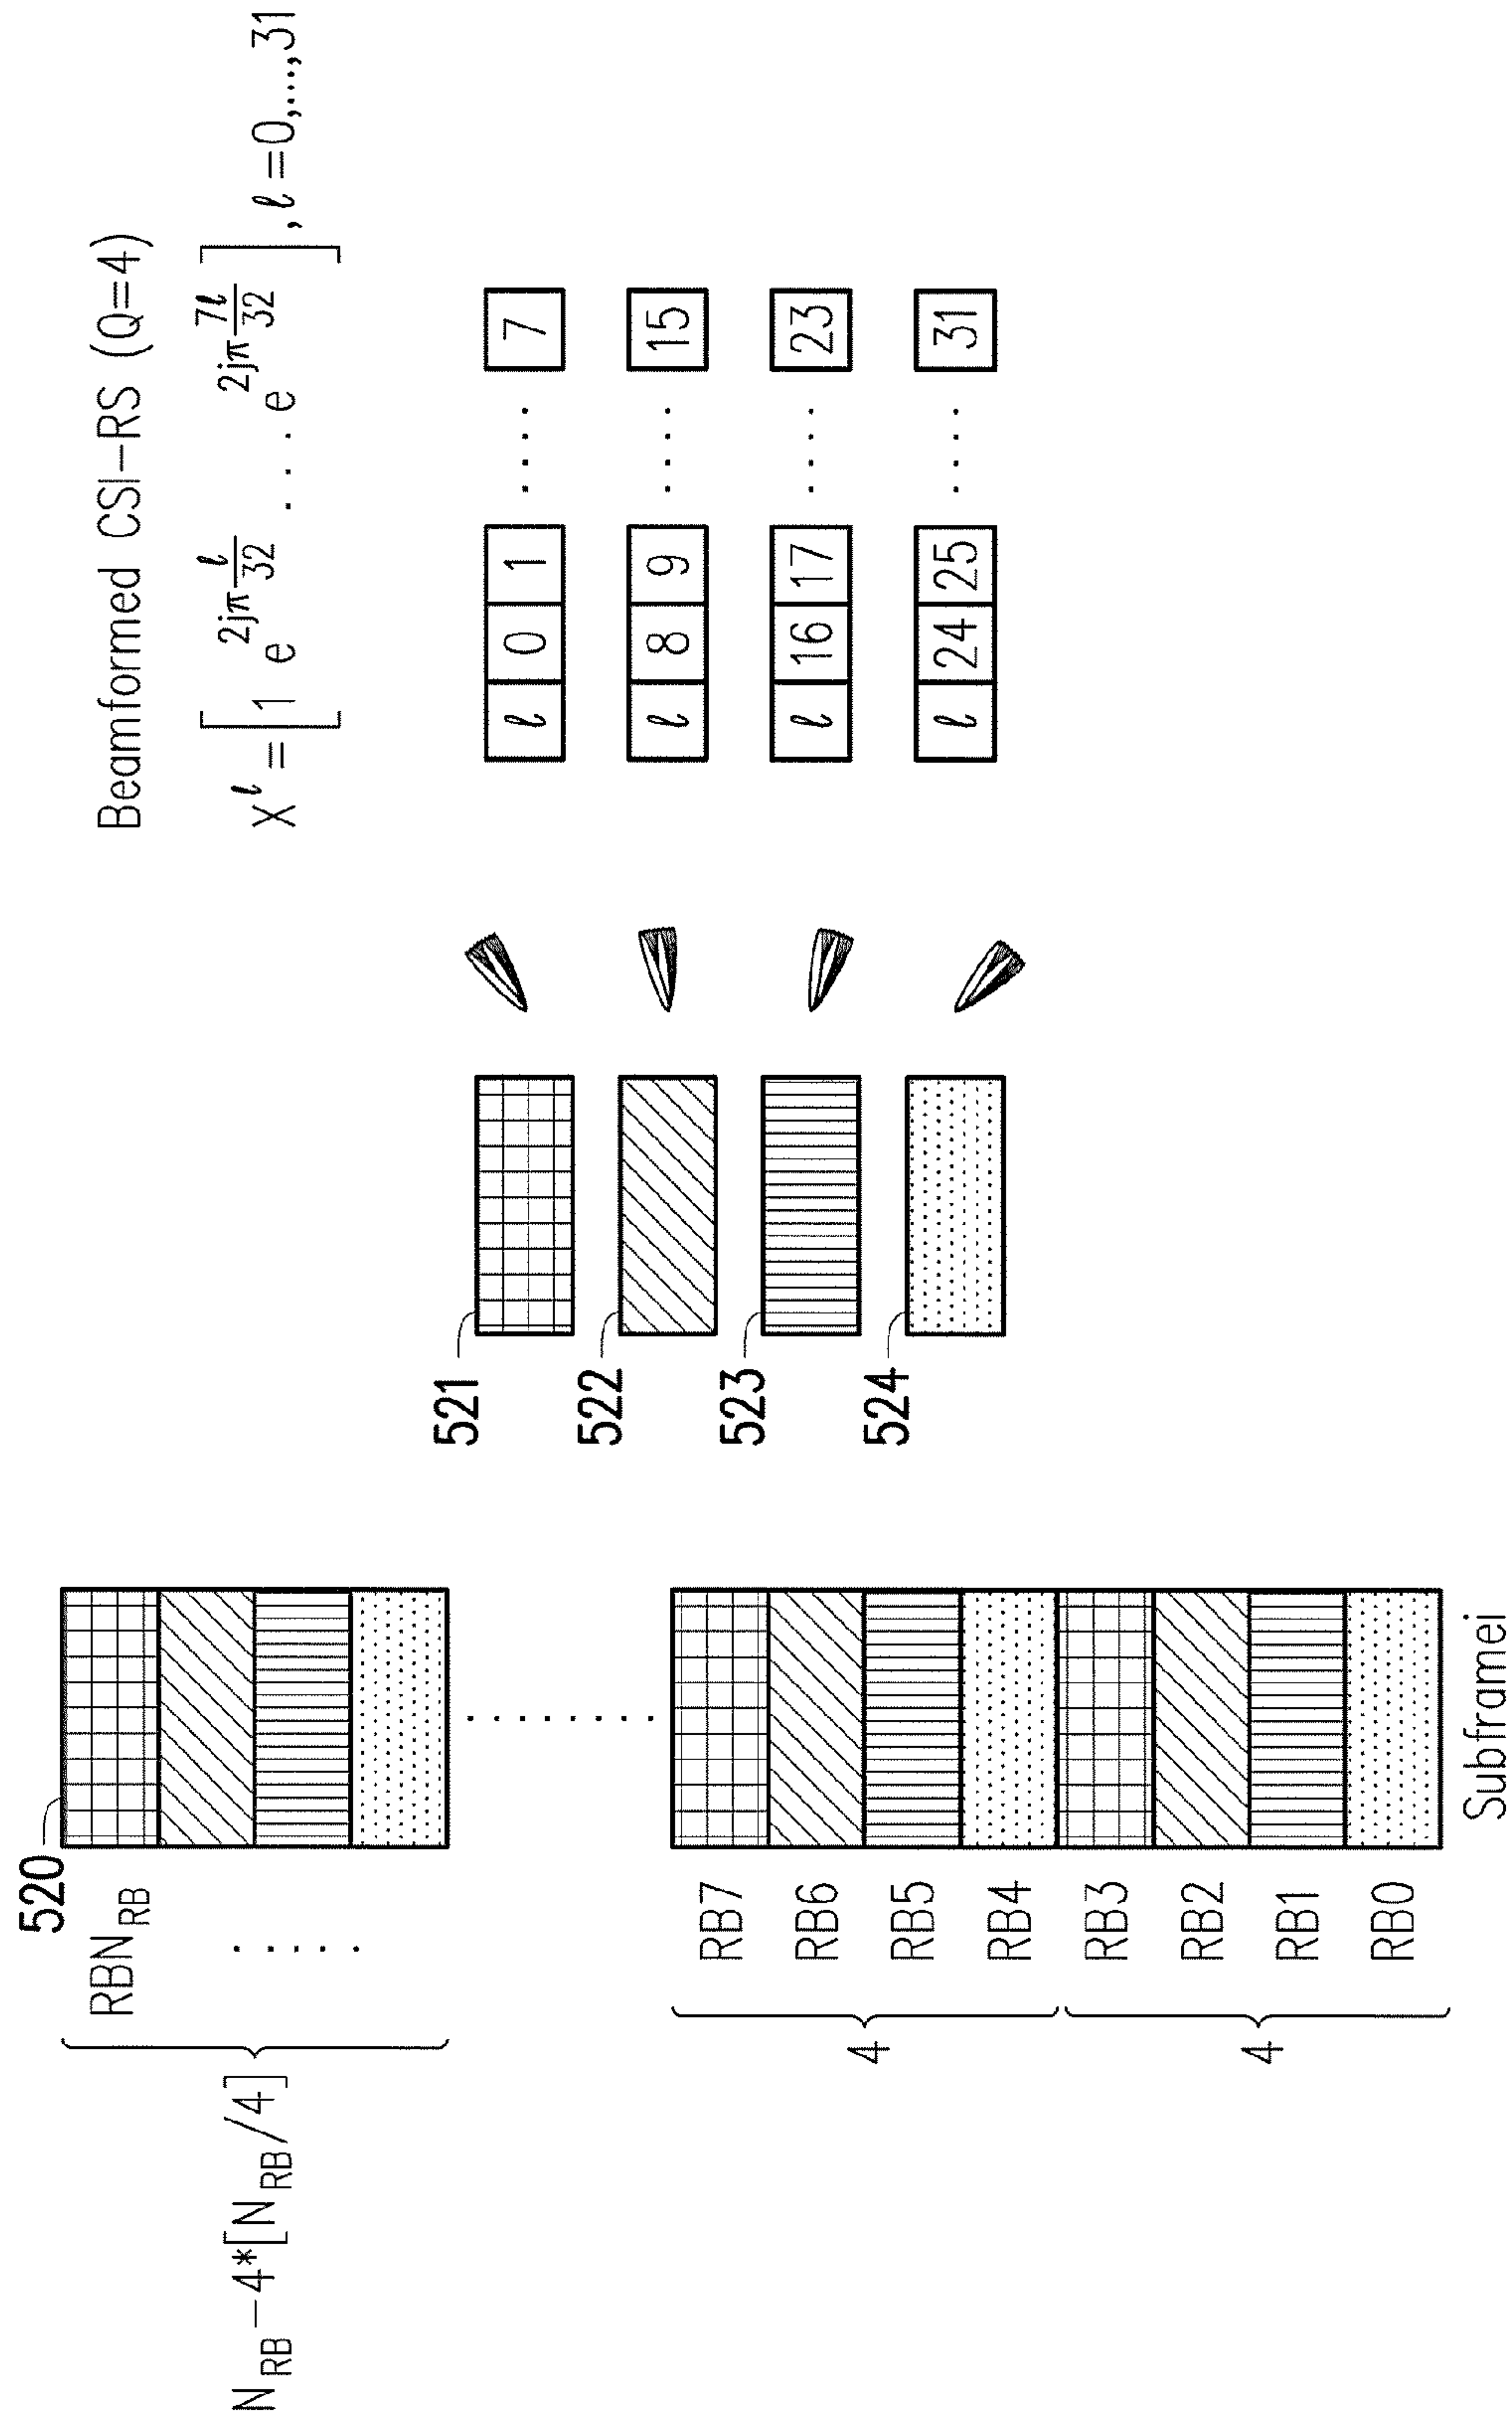 Beamformed CSI-RS (Q=4)
X^ℓ = [1 e^{2jπ ℓ/32} . . . e^{2jπ 7ℓ/32}], ℓ=0,...,31
520
RBN_RB
. . . . .
N_RB-4*[N_RB/4]
521
ℓ 0 1 . . . . 7
522
ℓ 8 9 . . . . 15
523
ℓ 16 17 . . . . 23
524
ℓ 24 25 . . . . 31
RB7
RB6
RB5
RB4
4
RB3
RB2
RB1
RB0
4
Subframei